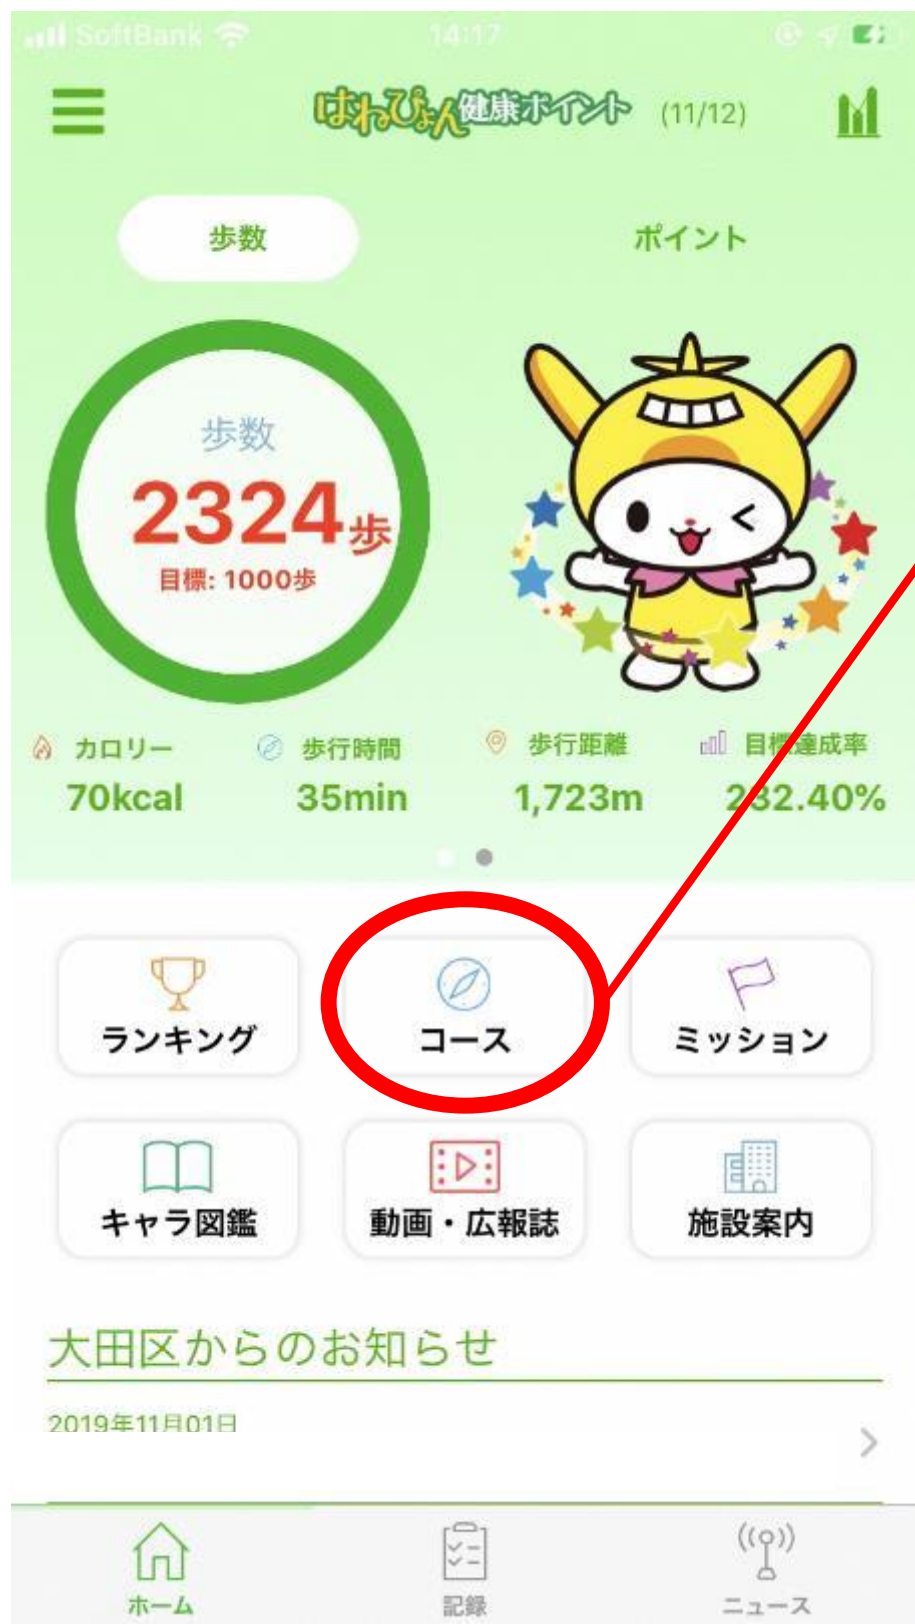 SoftBank 14:17
はねぴょん健康ポイント (11/12)
歩数 ポイント
歩数
2324歩
目標: 1000歩
カロリー 歩行時間 歩行距離 目標達成率
70kcal 35min 1,723m 232.40%
ランキング コース ミッション
キャラ図鑑 動画・広報誌 施設案内
大田区からのお知らせ
2019年11月01日
ホーム 記録 ニュース